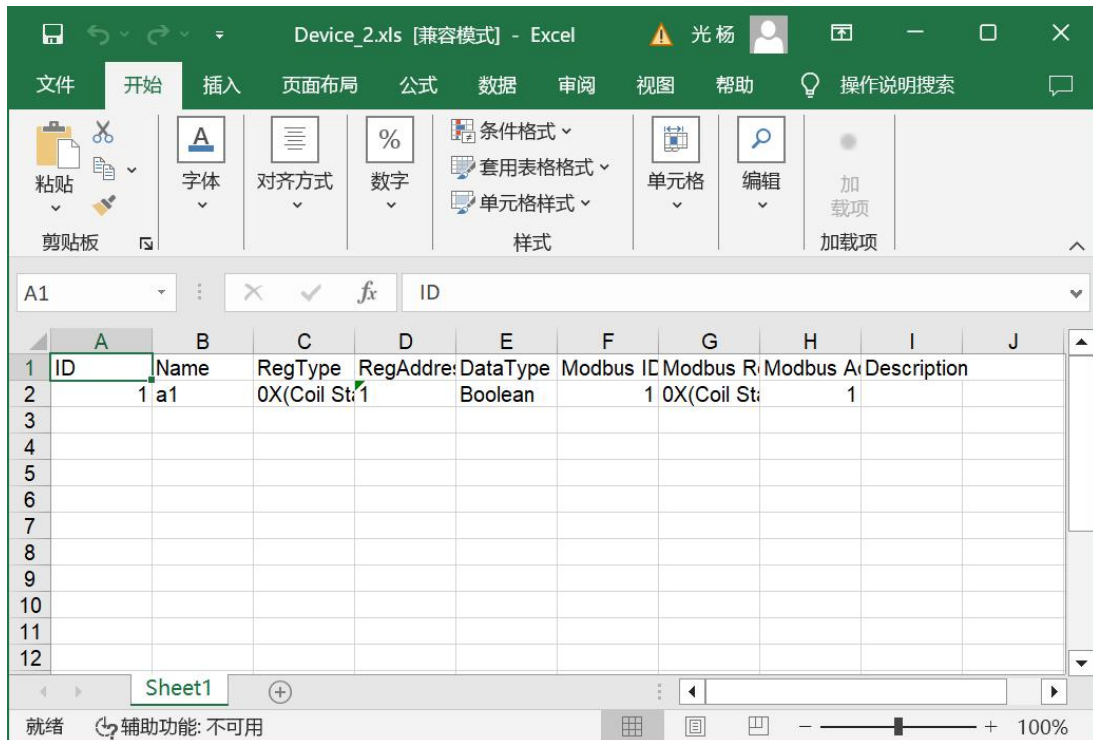 Device_2.xls [兼容模式] - Excel 光 杨
文件 开始 插入 页面布局 公式 数据 审阅 视图 帮助 操作说明搜索
粘贴 字体 对齐方式 % 数字 条件格式 套用表格格式 单元格样式 单元格 编辑 加载项
剪贴板 样式 加载项
A1 fx ID
A B C D E F G H I J
1 ID Name RegType RegAddre DataType Modbus ID Modbus R Modbus A Description
2 1 a1 0X(Coil Sta 1 Boolean 1 0X(Coil Sta 1
3
4
5
6
7
8
9
10
11
12
Sheet1
就绪 辅助功能: 不可用 100%